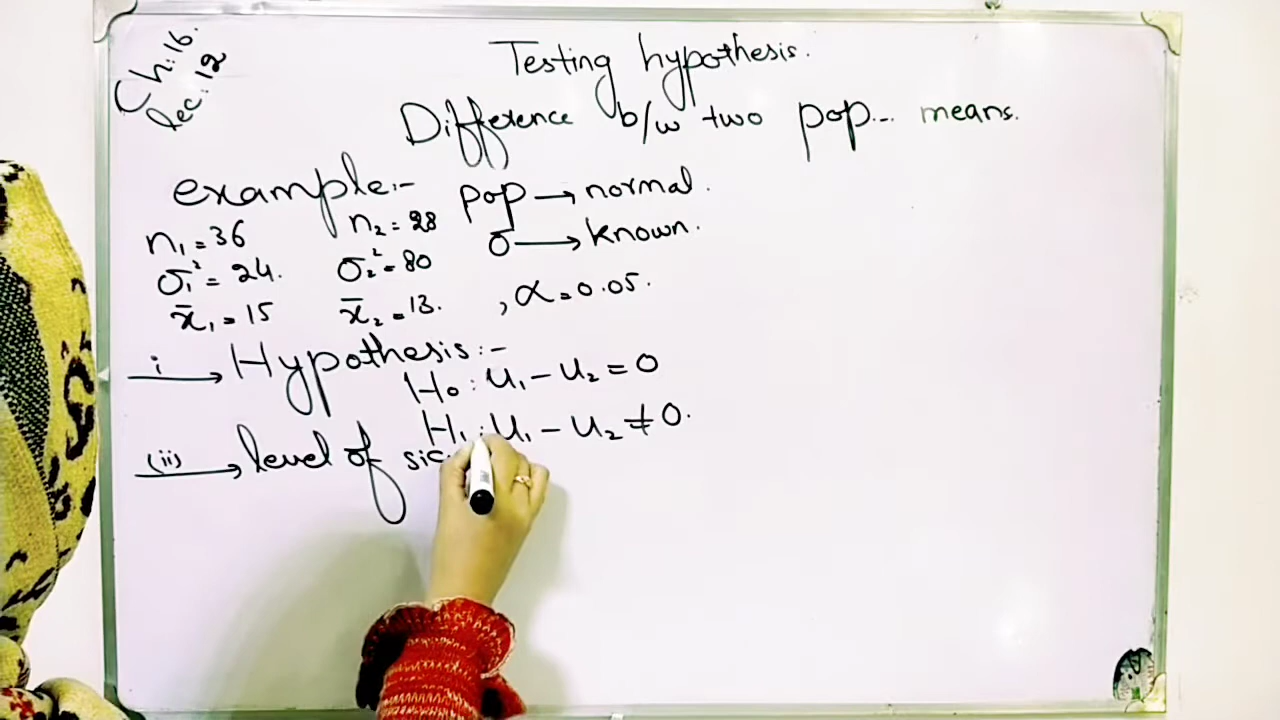 Ch:16.
lec:12
Testing hypothesis.
Difference b/w two pop... means.
example:-
pop → normal.
n₁ = 36 n₂ = 28
σ → known.
σ₁² = 24. σ₂² = 80
x̄₁ = 15 x̄₂ = 13. , α = 0.05.
i → Hypothesis:-
H₀ : u₁ - u₂ = 0
H₁ : u₁ - u₂ ≠ 0.
(ii) → level of sig